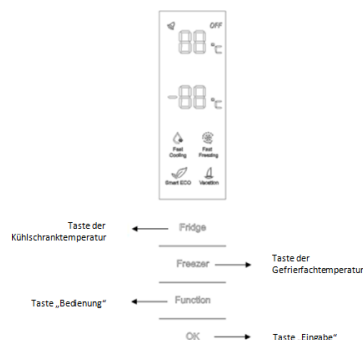 OFF
88 °C
-88 °C
Fast Cooling
Fast Freezing
Smart ECO
Vacation
Taste der Kühlschranktemperatur
Fridge
Freezer
Taste der Gefrierfachtemperatur
Taste „Bedienung“
Function
OK
Taste „Eingabe“